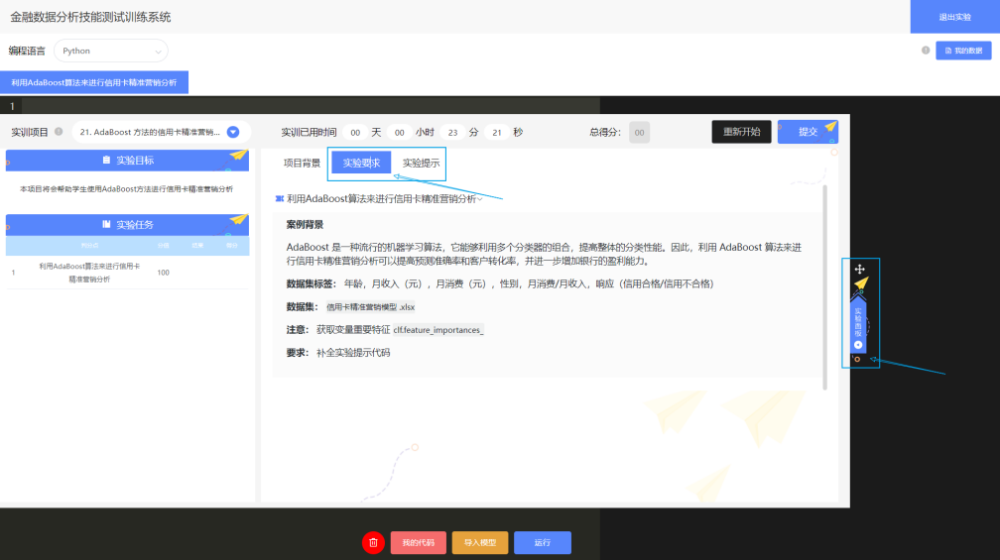 金融数据分析技能测试训练系统
退出实验
编程语言 Python
我的数据
利用AdaBoost算法来进行信用卡精准营销分析
1
实训项目 21. AdaBoost 方法的信用卡精准营销...
实训已用时间 00 天 00 小时 23 分 21 秒
总得分: 00
重新开始
提交
实验目标
本项目将会帮助学生使用AdaBoost方法进行信用卡精准营销分析
实验任务
1 利用AdaBoost算法来进行信用卡精准营销分析 100
项目背景 实验要求 实验提示
利用AdaBoost算法来进行信用卡精准营销分析
案例背景
AdaBoost 是一种流行的机器学习算法，它能够利用多个分类器的组合，提高整体的分类性能。因此，利用 AdaBoost 算法来进
行信用卡精准营销分析可以提高预测准确率和客户转化率，并进一步增加银行的盈利能力。
数据集标签： 年龄，月收入（元），月消费（元），性别，月消费/月收入，响应（信用合格/信用不合格）
数据集： 信用卡精准营销模型 .xlsx
注意： 获取变量重要特征 clf.feature_importances_
要求： 补全实验提示代码
实验面板
我的代码
导入模型
运行